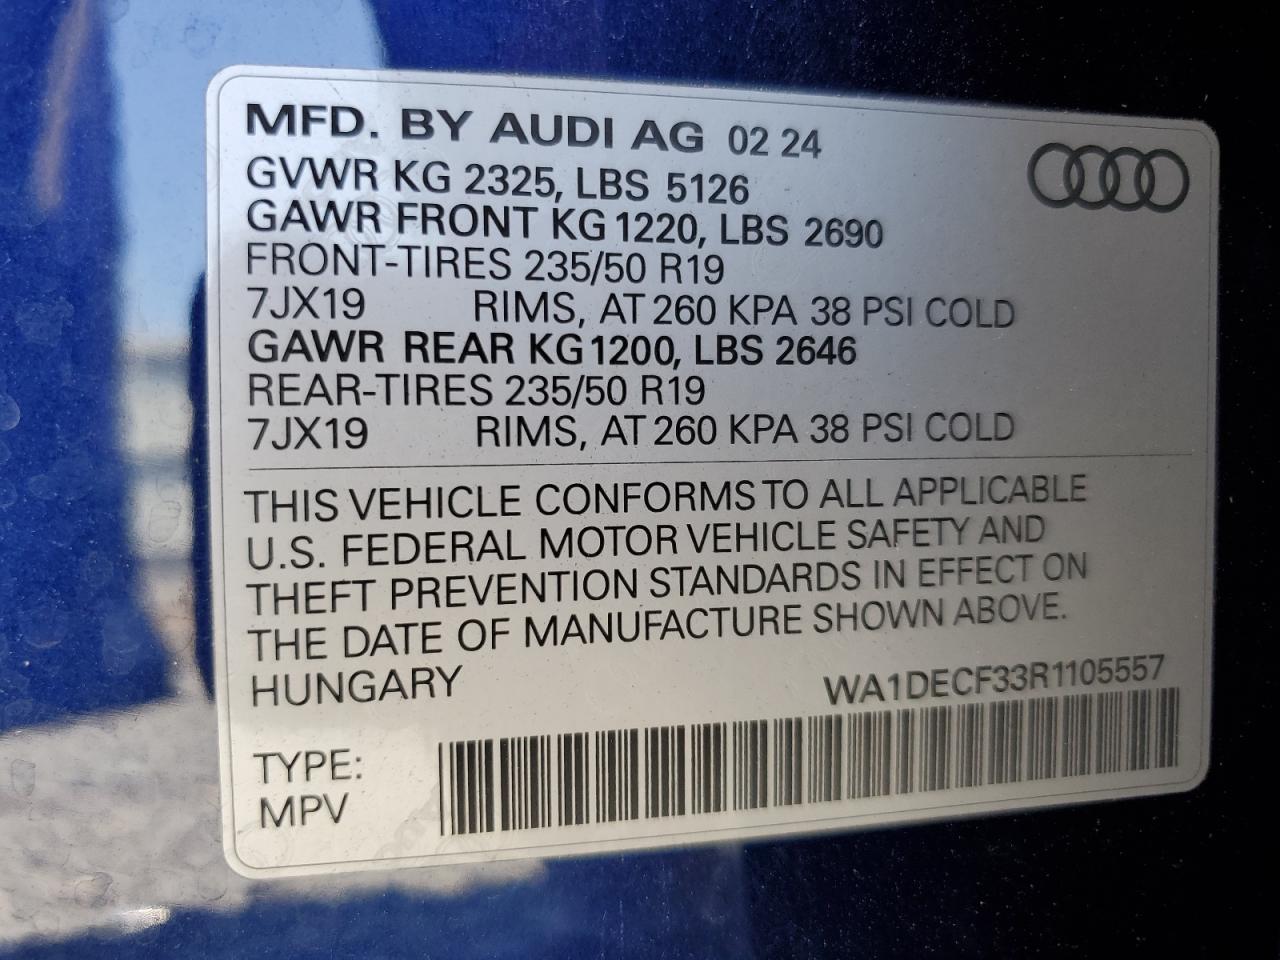 MFD. BY AUDI AG 02 24
GVWR KG 2325, LBS 5126
GAWR FRONT KG 1220, LBS 2690
FRONT-TIRES 235/50 R19
7JX19 RIMS, AT 260 KPA 38 PSI COLD
GAWR REAR KG 1200, LBS 2646
REAR-TIRES 235/50 R19
7JX19 RIMS, AT 260 KPA 38 PSI COLD
THIS VEHICLE CONFORMS TO ALL APPLICABLE
U.S. FEDERAL MOTOR VEHICLE SAFETY AND
THEFT PREVENTION STANDARDS IN EFFECT ON
THE DATE OF MANUFACTURE SHOWN ABOVE.
HUNGARY WA1DECF33R1105557
TYPE:
MPV